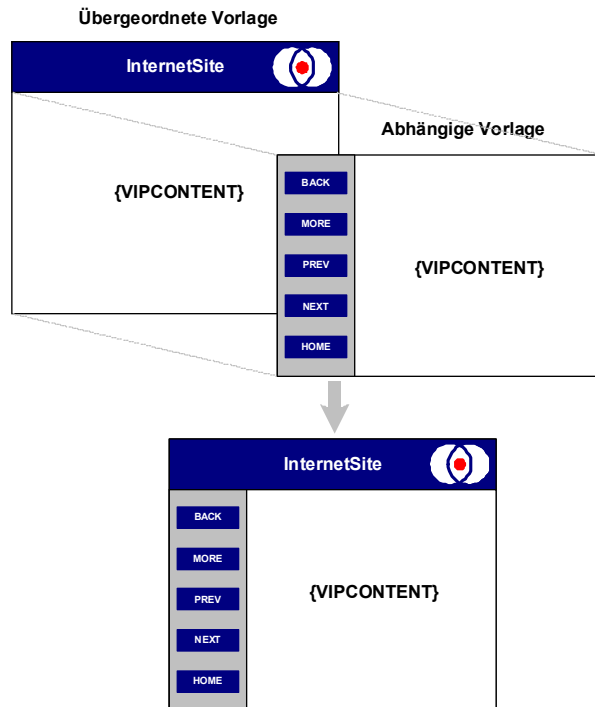 Übergeordnete Vorlage
InternetSite
Abhängige Vorlage
{VIPCONTENT}
BACK
MORE
PREV
NEXT
HOME
{VIPCONTENT}
InternetSite
BACK
MORE
PREV
NEXT
HOME
{VIPCONTENT}